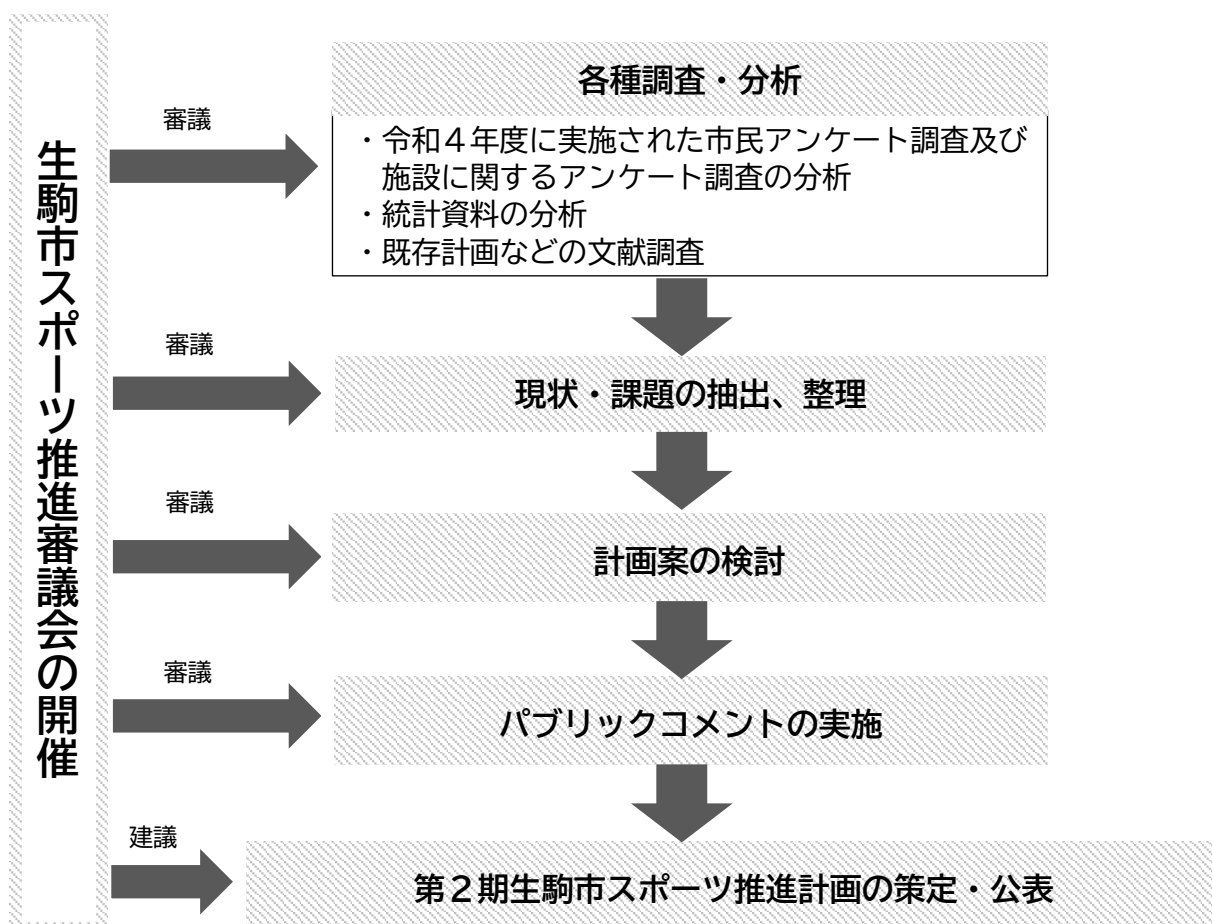 生駒市スポーツ推進審議会の開催
審議
各種調査・分析
・令和４年度に実施された市民アンケート調査及び
施設に関するアンケート調査の分析
・統計資料の分析
・既存計画などの文献調査
審議
現状・課題の抽出、整理
審議
計画案の検討
審議
パブリックコメントの実施
建議
第２期生駒市スポーツ推進計画の策定・公表